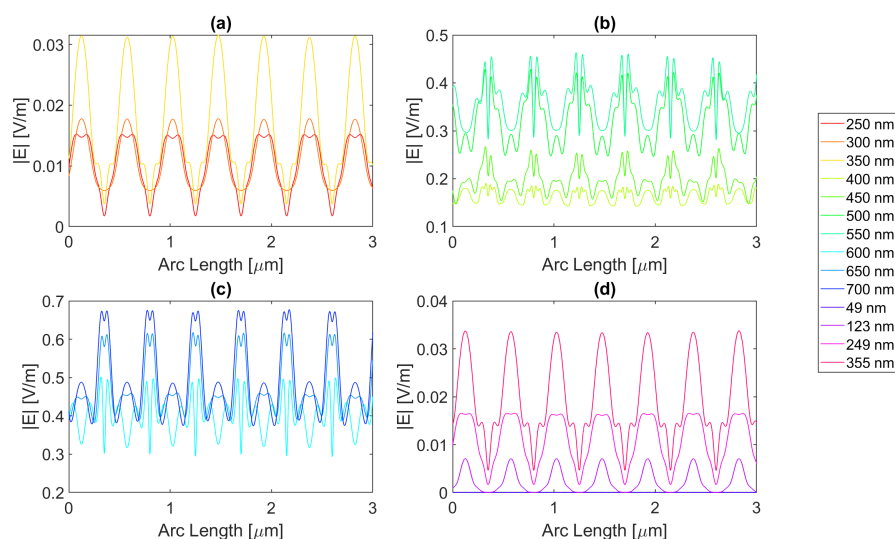 (a)
|E| [V/m]
0.03
0.02
0.01
0
0
1
2
3
Arc Length [μm]
(b)
|E| [V/m]
0.5
0.4
0.3
0.2
0.1
0
1
2
3
Arc Length [μm]
(c)
|E| [V/m]
0.7
0.6
0.5
0.4
0.3
0.2
0
1
2
3
Arc Length [μm]
(d)
|E| [V/m]
0.04
0.03
0.02
0.01
0
0
1
2
3
Arc Length [μm]
250 nm
300 nm
350 nm
400 nm
450 nm
500 nm
550 nm
600 nm
650 nm
700 nm
49 nm
123 nm
249 nm
355 nm